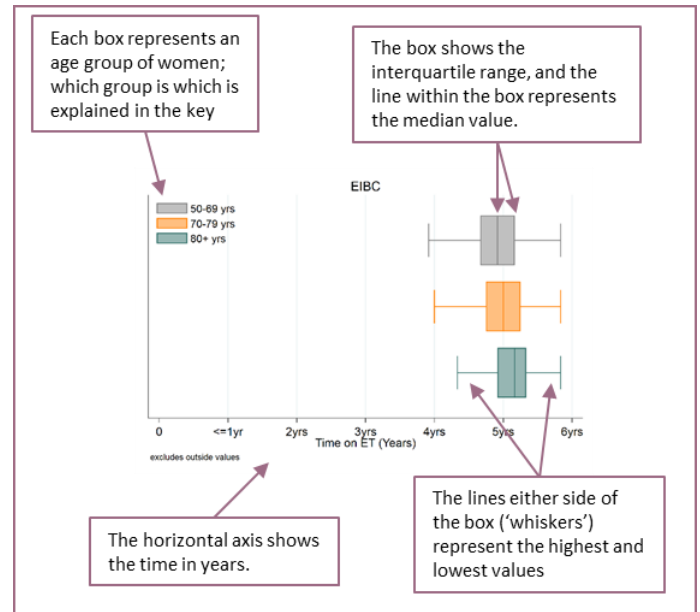 Each box represents an
age group of women;
which group is which is
explained in the key
The box shows the
interquartile range, and the
line within the box represents
the median value.
EIBC
50-69 yrs
70-79 yrs
80+ yrs
0 <=1yr 2yrs 3yrs 4yrs 5yrs 6yrs
Time on ET (Years)
excludes outside values
The horizontal axis shows
the time in years.
The lines either side of
the box (‘whiskers’)
represent the highest and
lowest values